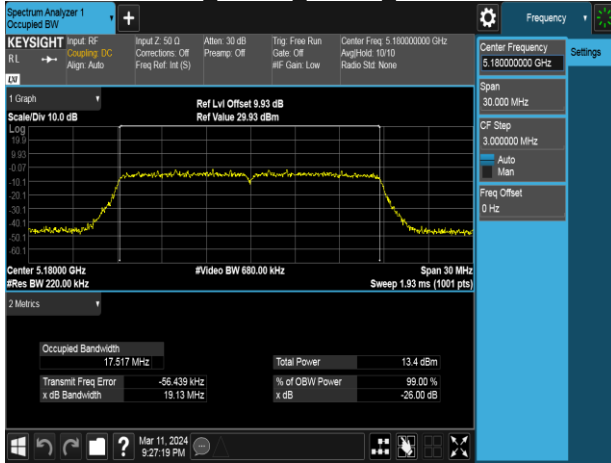 Spectrum Analyzer 1
Occupied BW
+
Frequency
KEYSIGHT
RL
LXI
Input: RF
Coupling: DC
Align: Auto
Input Z: 50 Ω
Corrections: Off
Freq Ref: Int (S)
Atten: 30 dB
Preamp: Off
Trig: Free Run
Gate: Off
#IF Gain: Low
Center Freq: 5.180000000 GHz
Avg|Hold: 10/10
Radio Std: None
Center Frequency
5.180000000 GHz
Settings
Span
30.000 MHz
CF Step
3.000000 MHz
Auto
Man
Freq Offset
0 Hz
1 Graph
Scale/Div 10.0 dB
Ref Lvl Offset 9.93 dB
Ref Value 29.93 dBm
Log
19.9
9.93
-0.07
-10.1
-20.1
-30.1
-40.1
-50.1
-60.1
Center 5.18000 GHz
#Video BW 680.00 kHz
Span 30 MHz
#Res BW 220.00 kHz
Sweep 1.93 ms (1001 pts)
2 Metrics
Occupied Bandwidth
17.517 MHz
Total Power 13.4 dBm
Transmit Freq Error -56.439 kHz
% of OBW Power 99.00 %
x dB Bandwidth 19.13 MHz
x dB -26.00 dB
?
Mar 11, 2024
9:27:19 PM